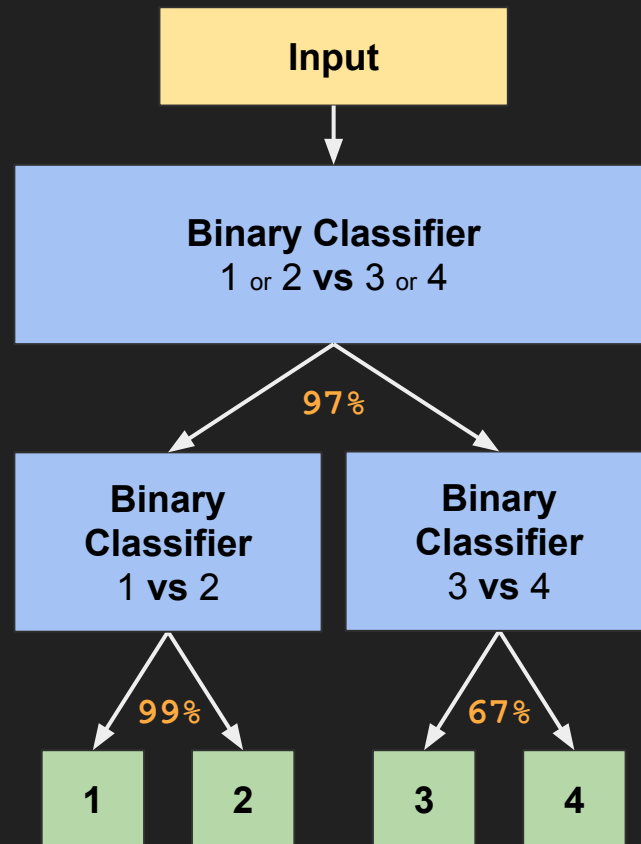 Input
Binary Classifier
1 or 2 vs 3 or 4
97%
Binary
Classifier
1 vs 2
Binary
Classifier
3 vs 4
99%
67%
1
2
3
4